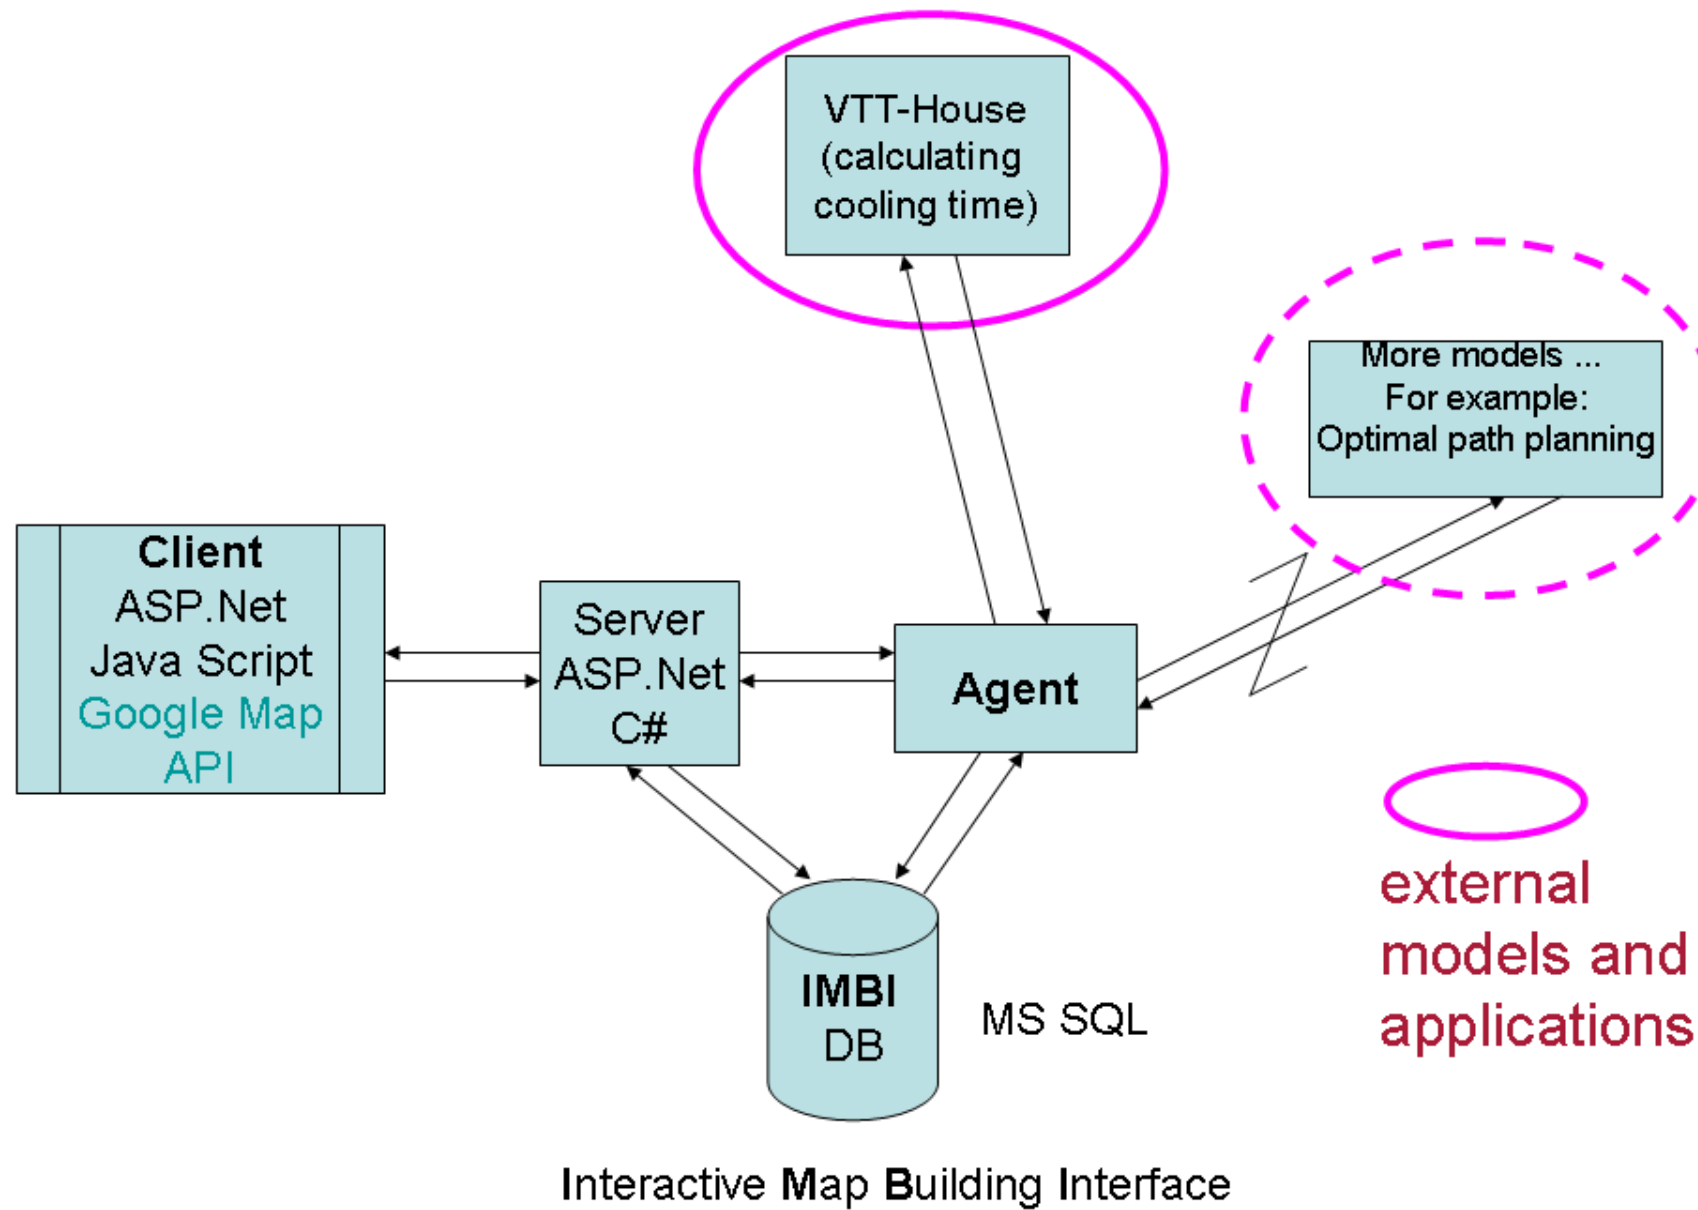 VTT-House
(calculating
cooling time)
More models ...
For example:
Optimal path planning
Client
ASP.Net
Java Script
Google Map
API
Server
ASP.Net
C#
Agent
IMBI
DB
MS SQL
external
models and
applications
Interactive Map Building Interface